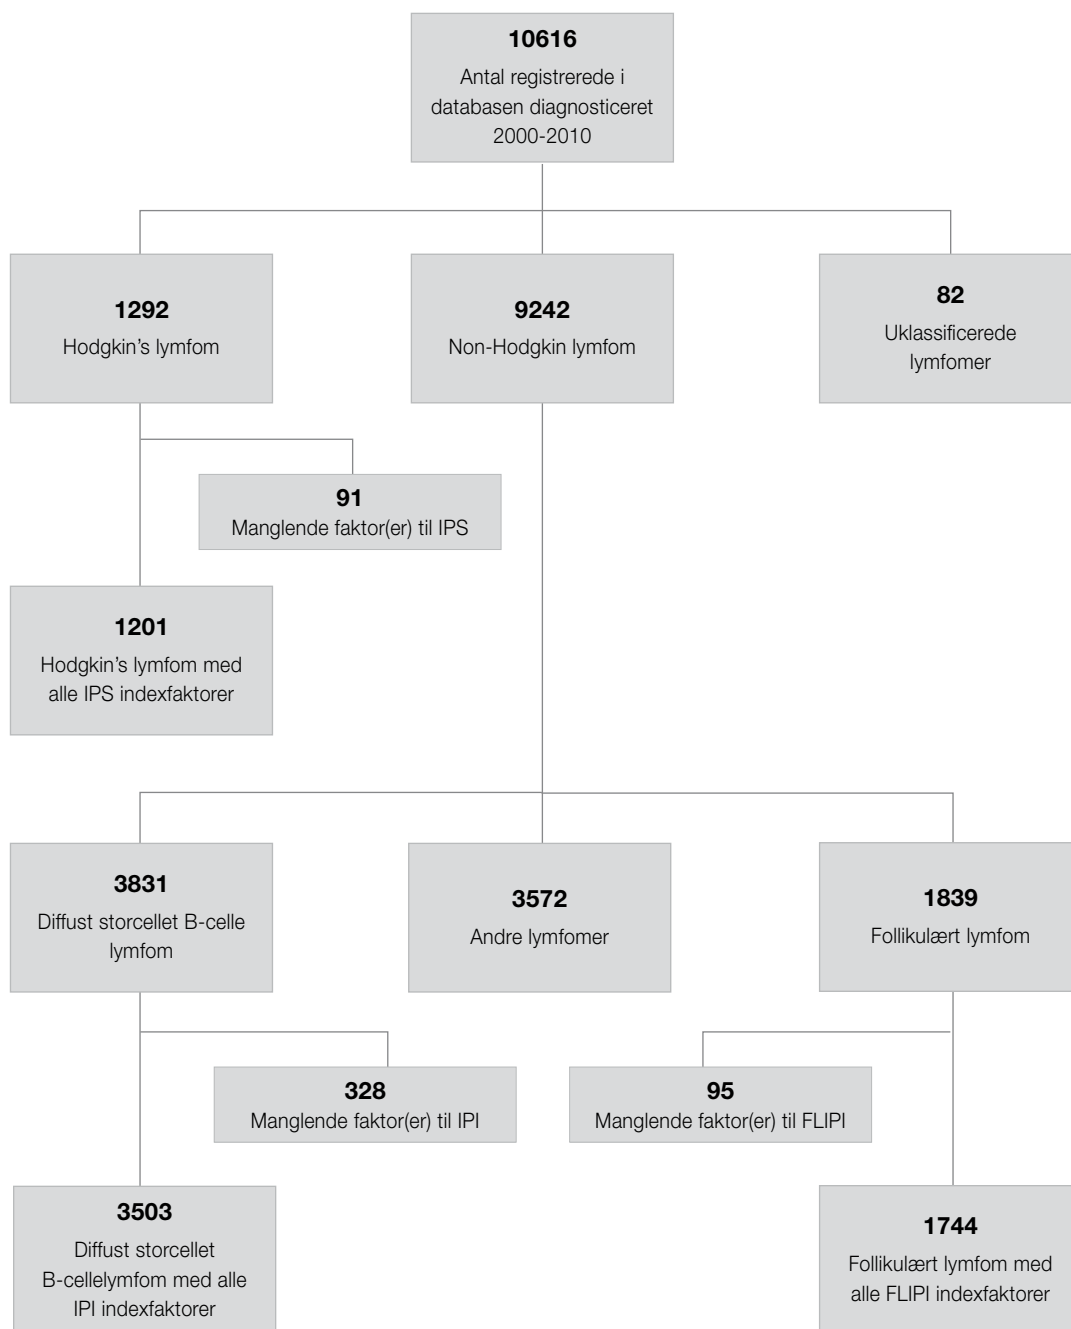 10616
Antal registrerede i
databasen diagnosticeret
2000-2010
1292
Hodgkin’s lymfom
9242
Non-Hodgkin lymfom
82
Uklassificerede
lymfomer
91
Manglende faktor(er) til IPS
1201
Hodgkin’s lymfom med
alle IPS indexfaktorer
3831
Diffust storcellet B-celle
lymfom
3572
Andre lymfomer
1839
Follikulært lymfom
328
Manglende faktor(er) til IPI
95
Manglende faktor(er) til FLIPI
3503
Diffust storcellet
B-cellelymfom med alle
IPI indexfaktorer
1744
Follikulært lymfom med
alle FLIPI indexfaktorer